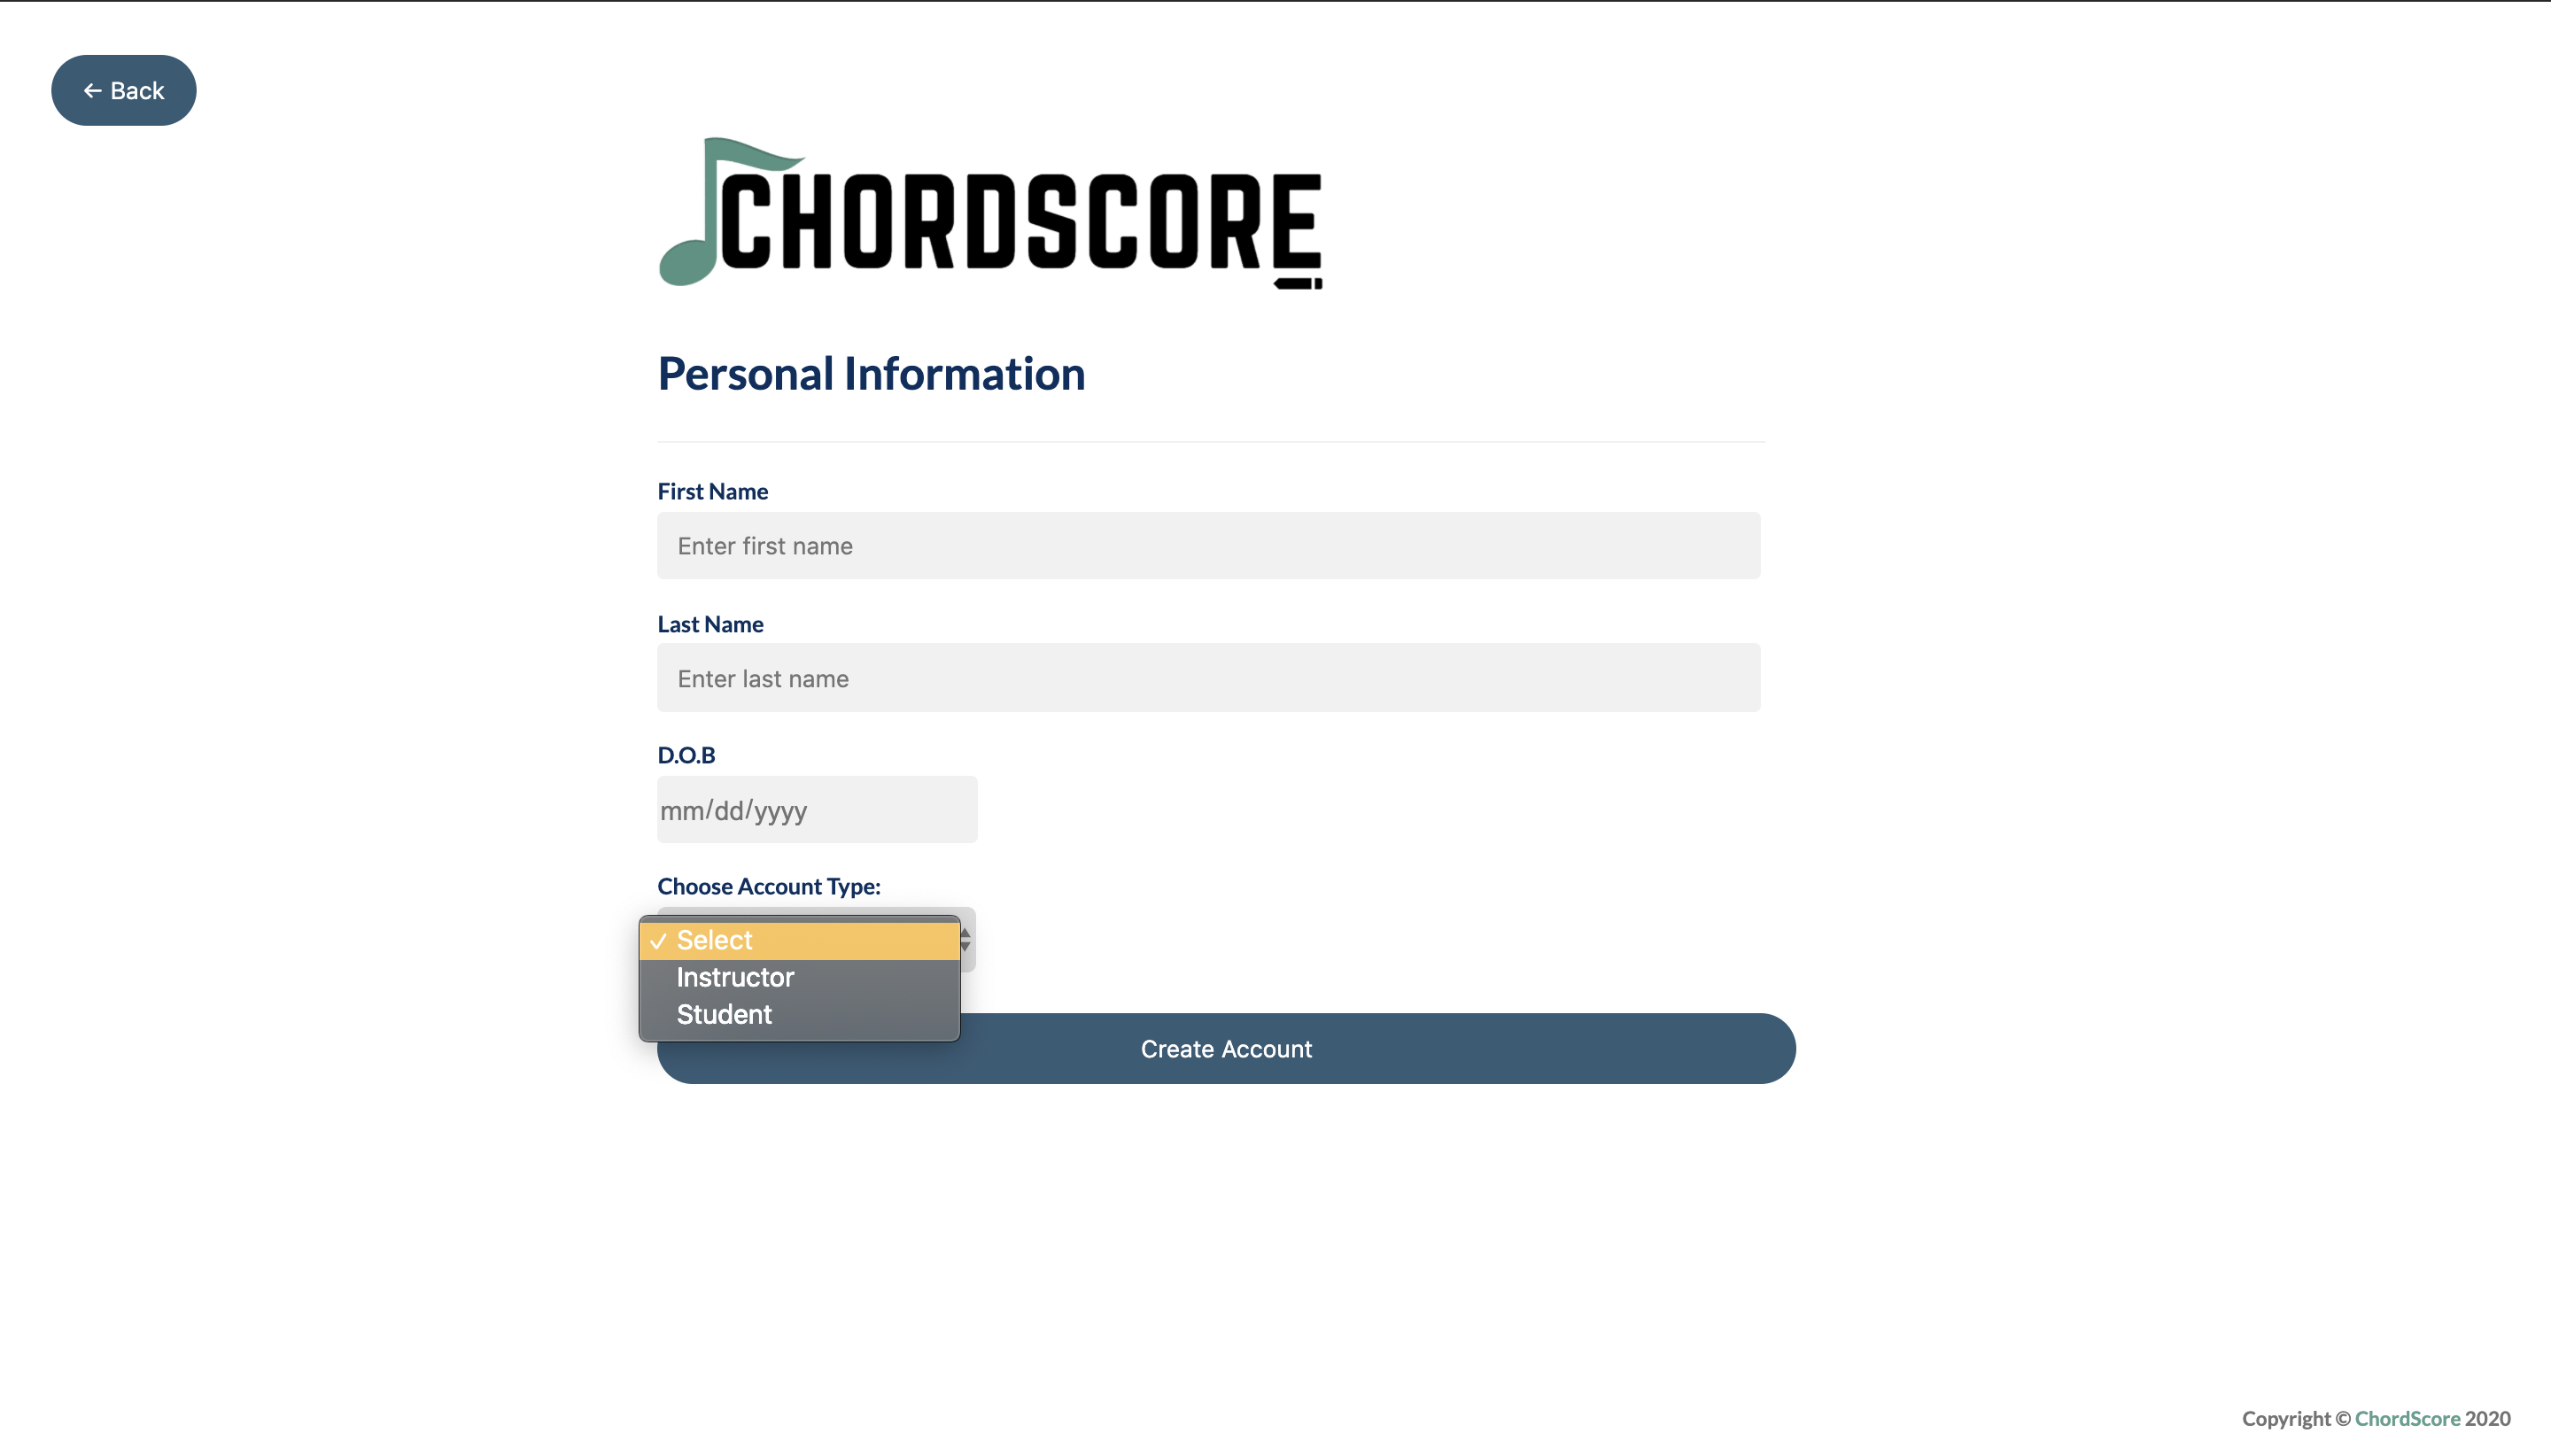 ← Back
CHORDSCORE
Personal Information
First Name
Enter first name
Last Name
Enter last name
D.O.B
mm/dd/yyyy
Choose Account Type:
✓ Select
Instructor
Student
Create Account
Copyright © ChordScore 2020